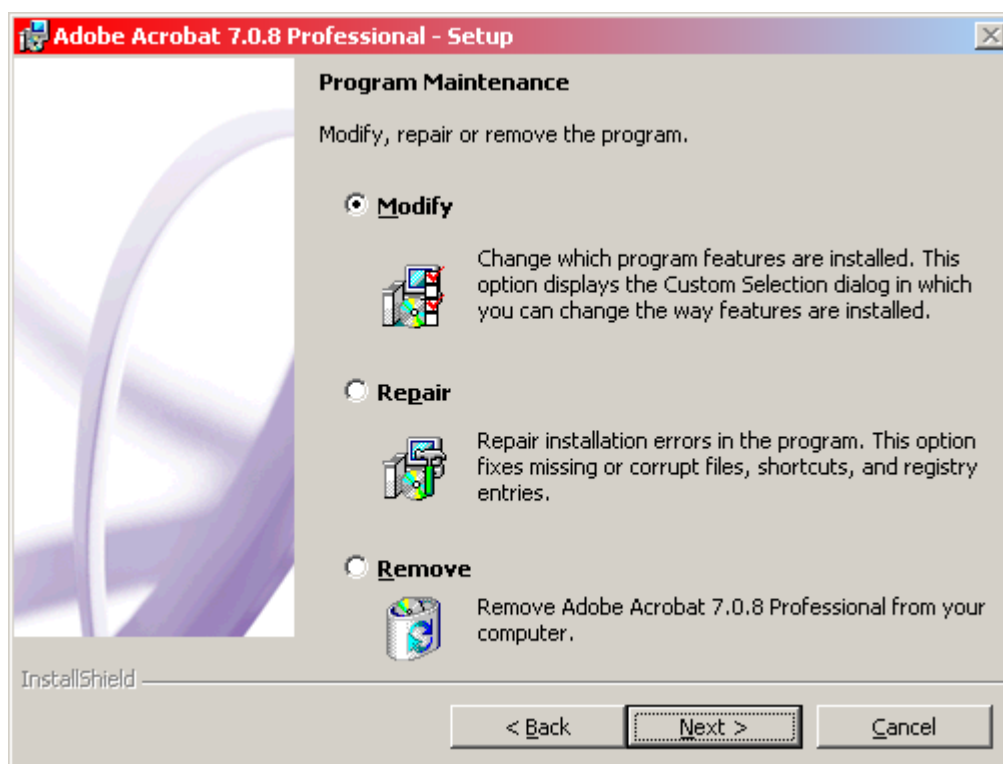 Adobe Acrobat 7.0.8 Professional - Setup
Program Maintenance
Modify, repair or remove the program.
Modify
Change which program features are installed. This
option displays the Custom Selection dialog in which
you can change the way features are installed.
Repair
Repair installation errors in the program. This option
fixes missing or corrupt files, shortcuts, and registry
entries.
Remove
Remove Adobe Acrobat 7.0.8 Professional from your
computer.
InstallShield
< Back
Next >
Cancel